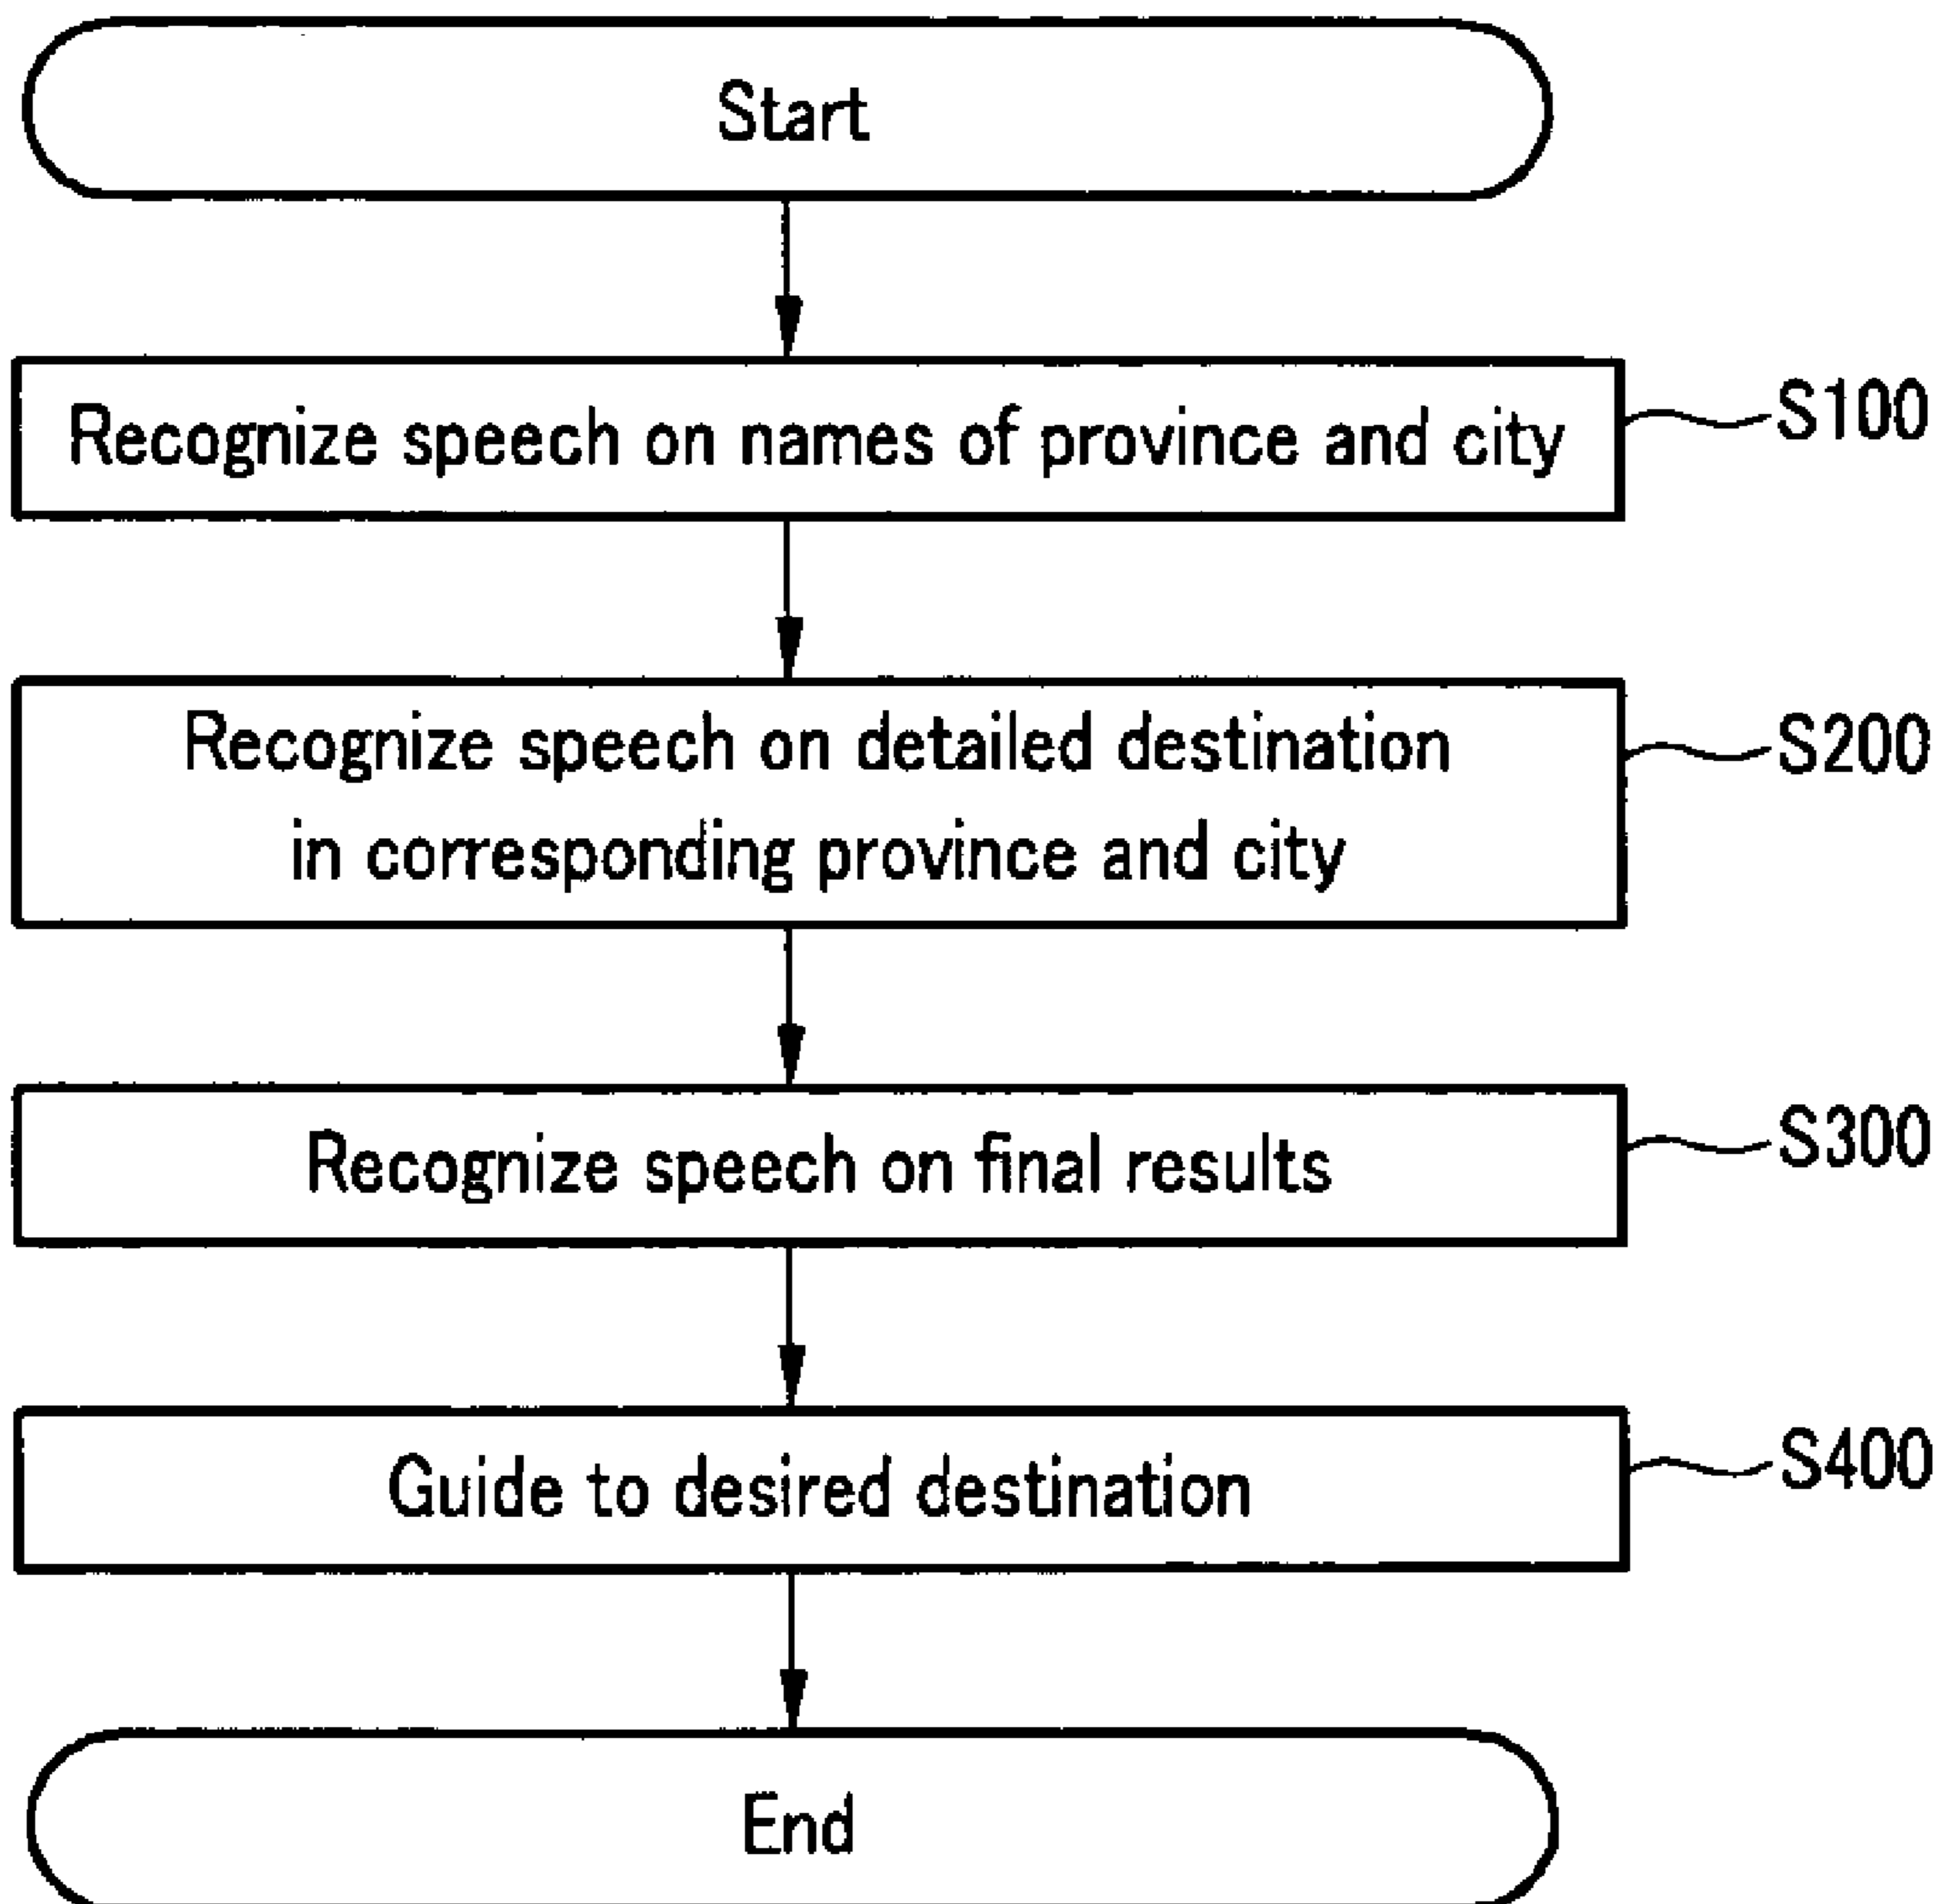 Start
Recognize speech on names of province and city
S100
Recognize speech on detailed destination
S200
in corresponding province and city
Recognize speech on final results
S300
Guide to desired destination
S400
End